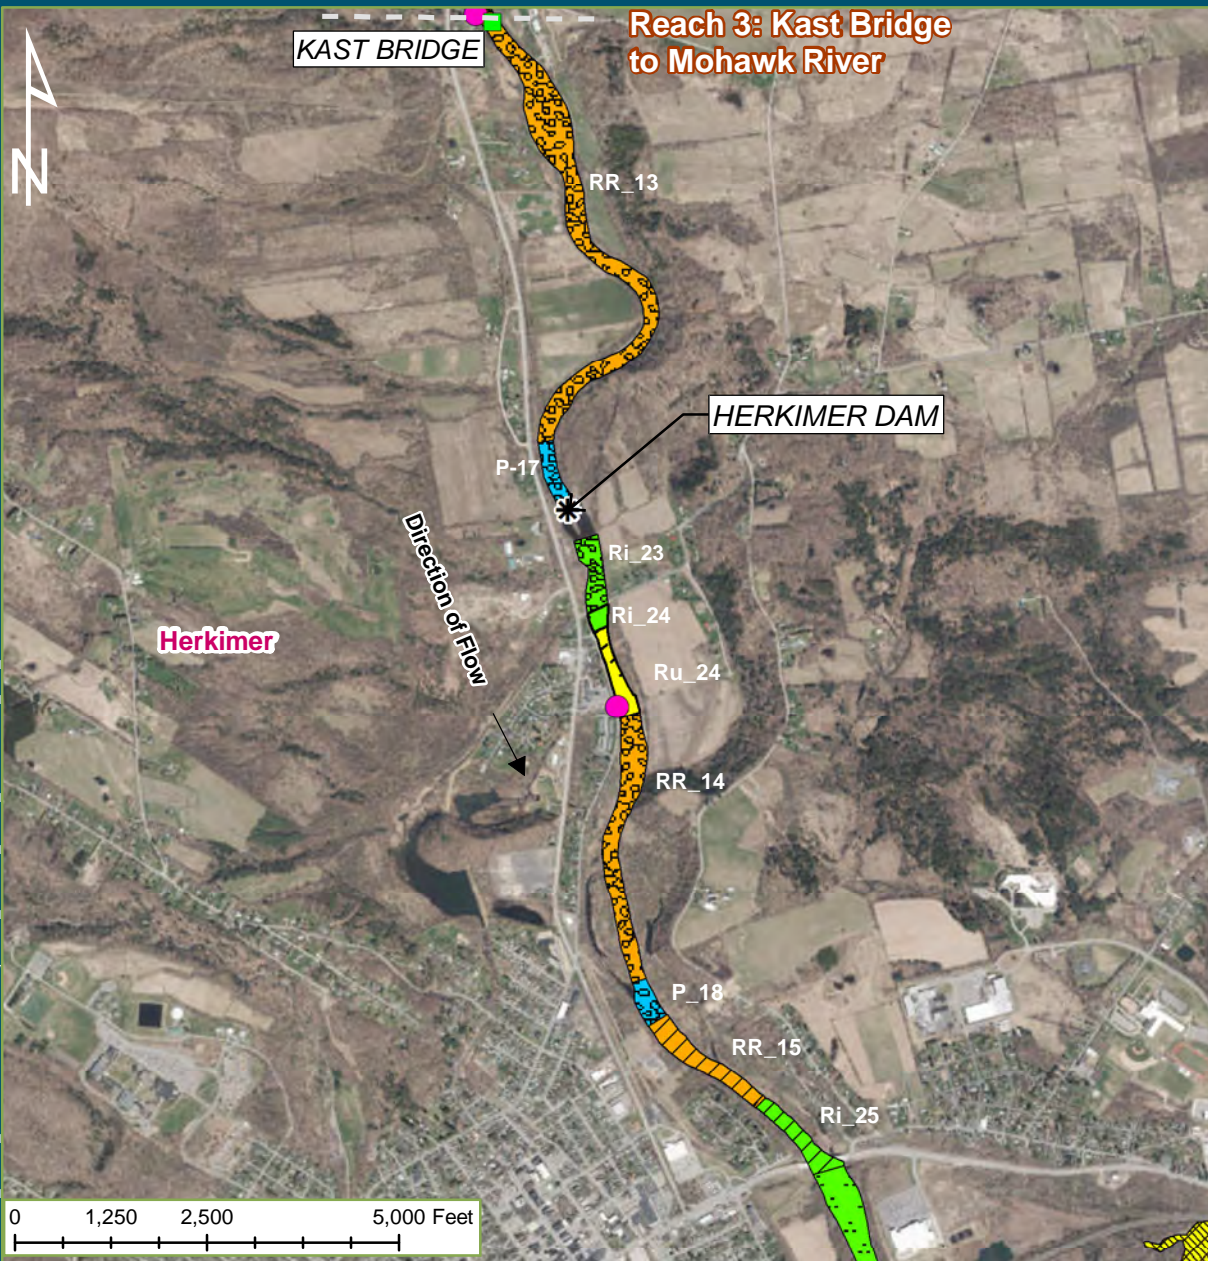 Reach 3: Kast Bridge
to Mohawk River
KAST BRIDGE
N
RR_13
HERKIMER DAM
P-17
Ri_23
Direction of Flow
Ri_24
Herkimer
Ru_24
RR_14
P_18
RR_15
Ri_25
0 1,250 2,500 5,000 Feet